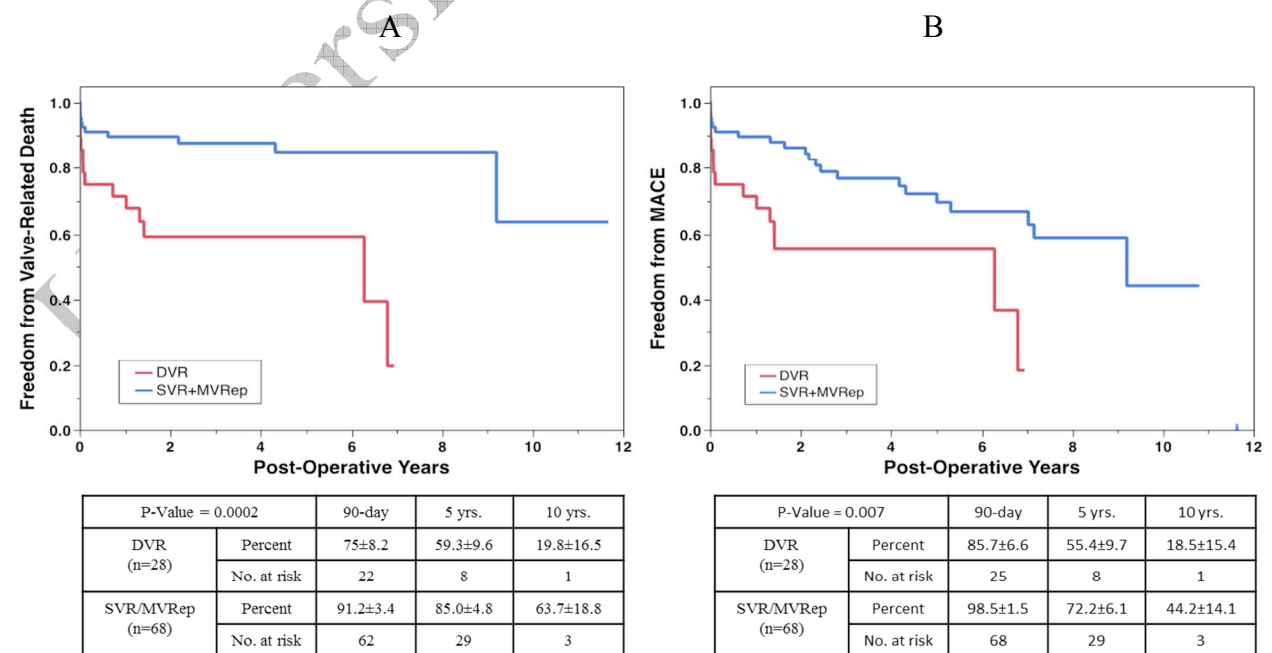 A
B
Freedom from Valve-Related Death
1.0
0.8
0.6
0.4
0.2
0.0
DVR
SVR+MVRep
0 2 4 6 8 10 12
Post-Operative Years
Freedom from MACE
1.0
0.8
0.6
0.4
0.2
0.0
DVR
SVR+MVRep
0 2 4 6 8 10 12
Post-Operative Years
P-Value = 0.0002 90-day 5 yrs. 10 yrs.
DVR (n=28) Percent 75±8.2 59.3±9.6 19.8±16.5
No. at risk 22 8 1
SVR/MVRep (n=68) Percent 91.2±3.4 85.0±4.8 63.7±18.8
No. at risk 62 29 3
P-Value = 0.007 90-day 5 yrs. 10 yrs.
DVR (n=28) Percent 85.7±6.6 55.4±9.7 18.5±15.4
No. at risk 25 8 1
SVR/MVRep (n=68) Percent 98.5±1.5 72.2±6.1 44.2±14.1
No. at risk 68 29 3